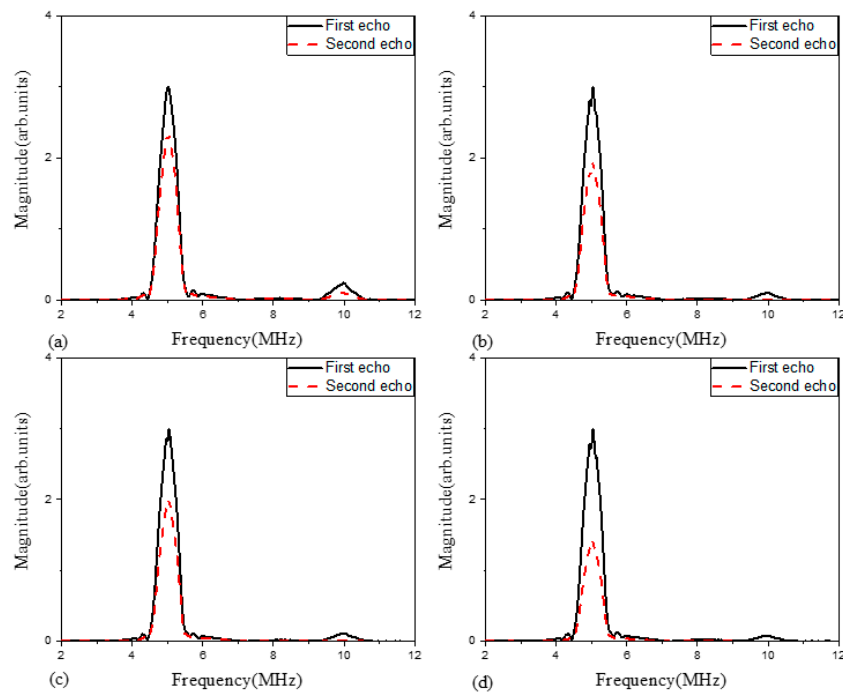 4
First echo
Second echo
2
0
2
4
6
8
10
12
Magnitude(arb.units)
Frequency(MHz)
(a)
4
First echo
Second echo
2
0
2
4
6
8
10
12
Magnitude(arb.units)
Frequency(MHz)
(b)
4
First echo
Second echo
2
0
2
4
6
8
10
12
Magnitude(arb.units)
Frequency(MHz)
(c)
4
First echo
Second echo
2
0
2
4
6
8
10
12
Magnitude(arb.units)
Frequency(MHz)
(d)